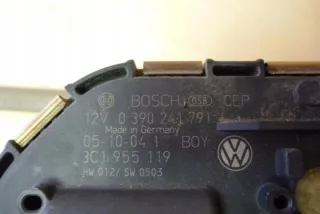 BOSCH 058 CEP
12V 0 390 241 791
Made in Germany
05-10-04 1 BOY
3C1 955 119
HW 012/ SW 0503